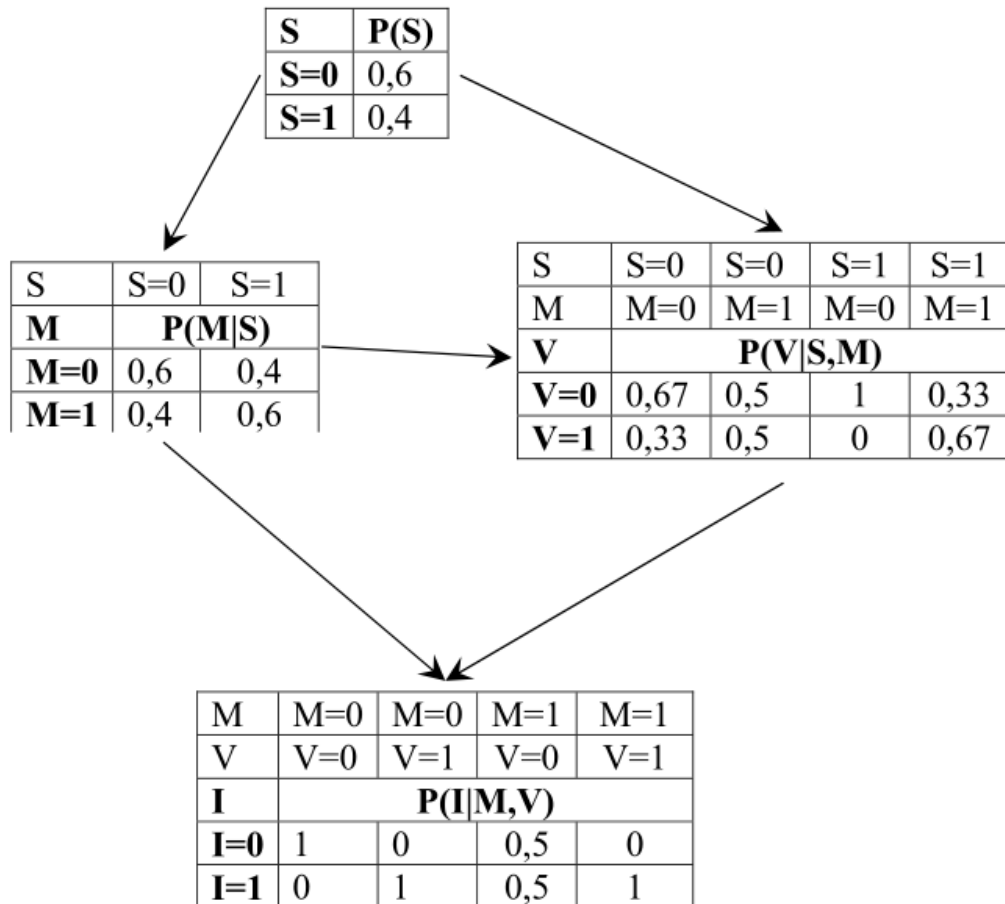 S P(S)
S=0 0,6
S=1 0,4
S S=0 S=1
M P(M|S)
M=0 0,6 0,4
M=1 0,4 0,6
S S=0 S=0 S=1 S=1
M M=0 M=1 M=0 M=1
V P(V|S,M)
V=0 0,67 0,5 1 0,33
V=1 0,33 0,5 0 0,67
M M=0 M=0 M=1 M=1
V V=0 V=1 V=0 V=1
I P(I|M,V)
I=0 1 0 0,5 0
I=1 0 1 0,5 1